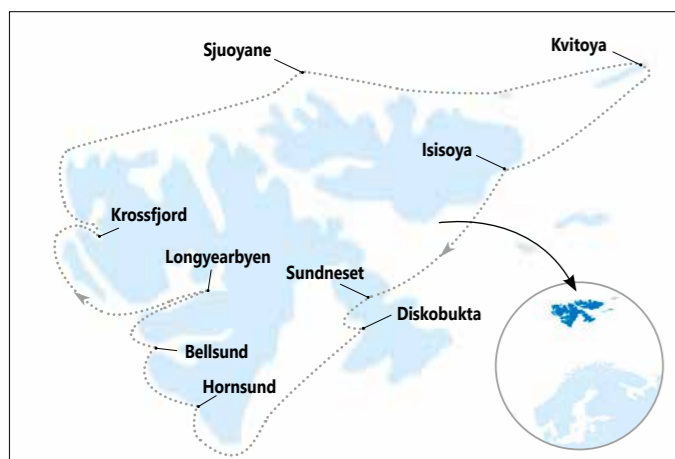 Sjuoyane
Kvitoya
Isisoya
Krossfjord
Longyearbyen
Sundneset
Diskobukta
Bellsund
Hornsund